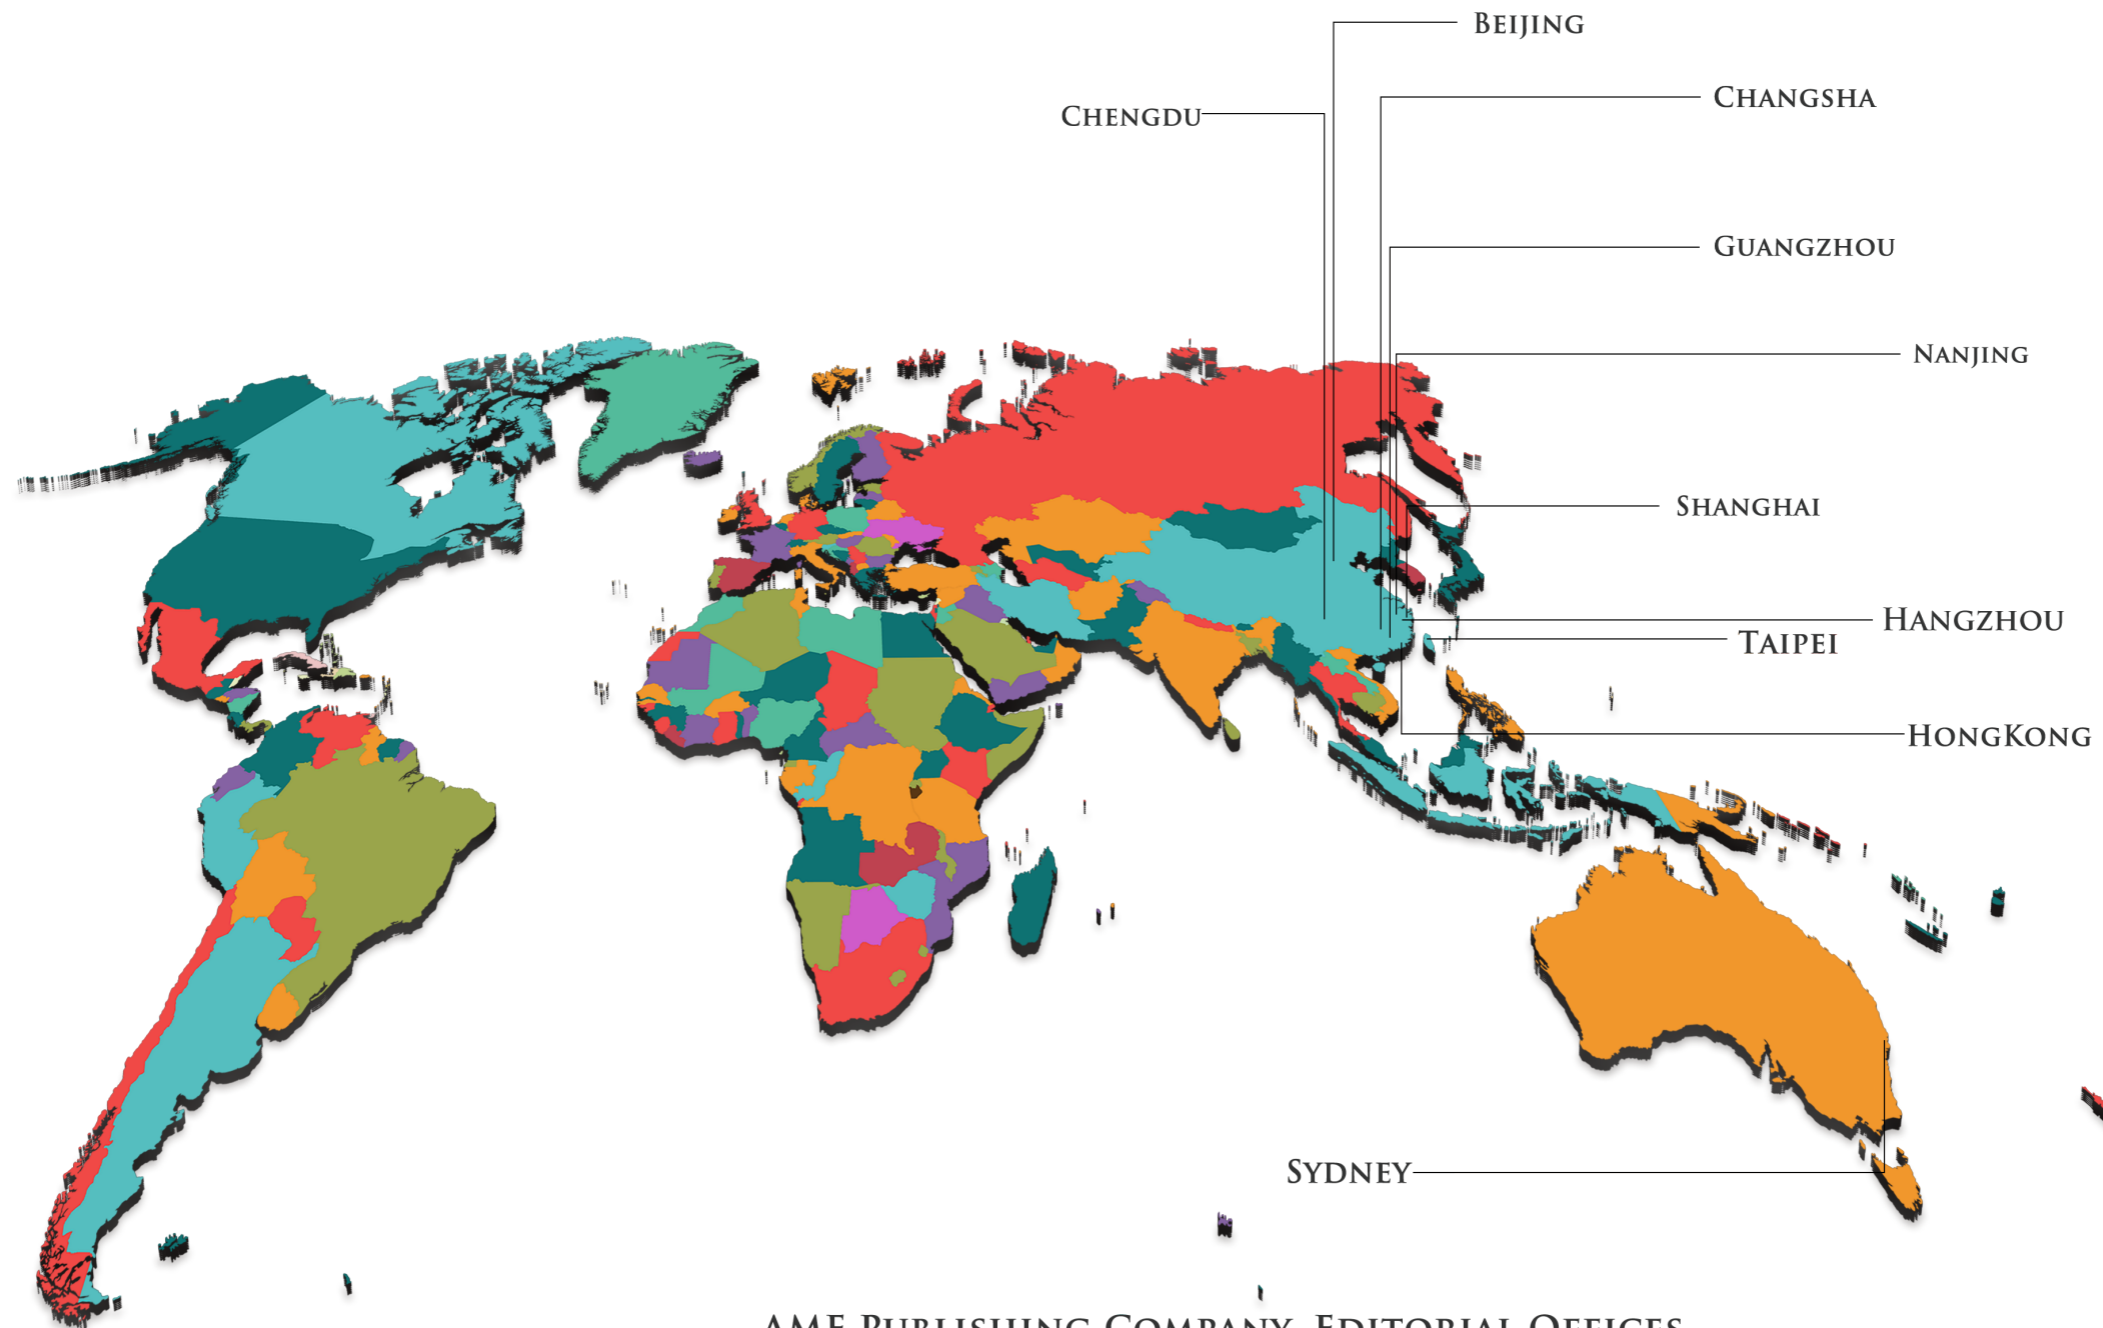 Beijing
Chengdu
Changsha
Guangzhou
Nanjing
Shanghai
Hangzhou
Taipei
HongKong
Sydney
AME Publishing Company, Editorial Offices